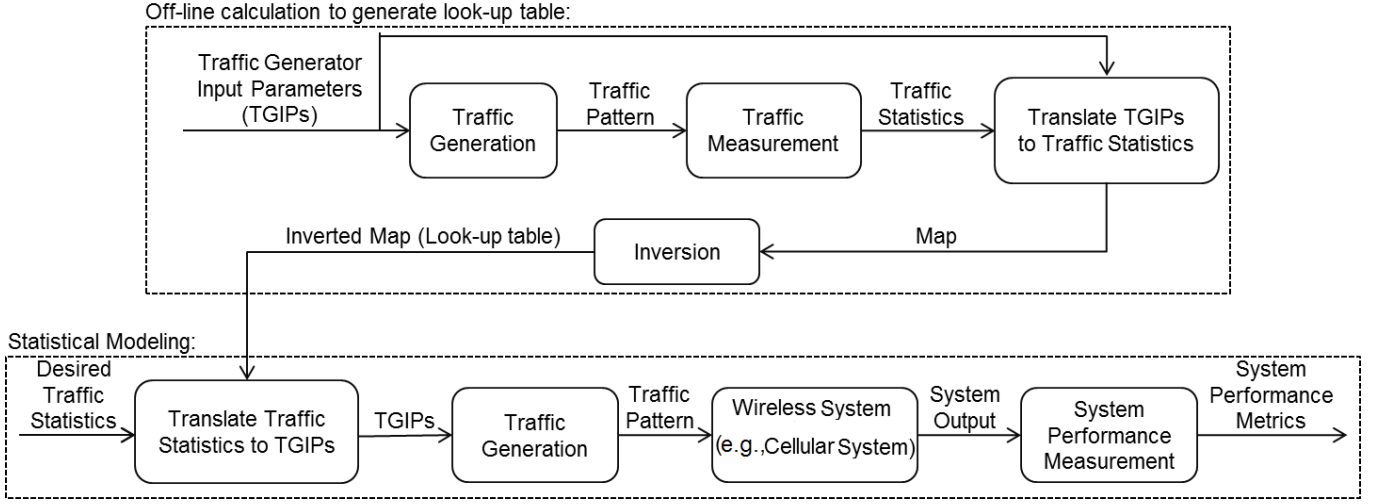 Off-line calculation to generate look-up table:
Traffic Generator
Input Parameters
(TGIPs)
Traffic
Generation
Traffic
Pattern
Traffic
Measurement
Traffic
Statistics
Translate TGIPs
to Traffic Statistics
Inverted Map (Look-up table)
Inversion
Map
Statistical Modeling:
Desired
Traffic
Statistics
Translate Traffic
Statistics to TGIPs
TGIPs
Traffic
Generation
Traffic
Pattern
Wireless System
(e.g.,Cellular System)
System
Output
System
Performance
Measurement
System
Performance
Metrics